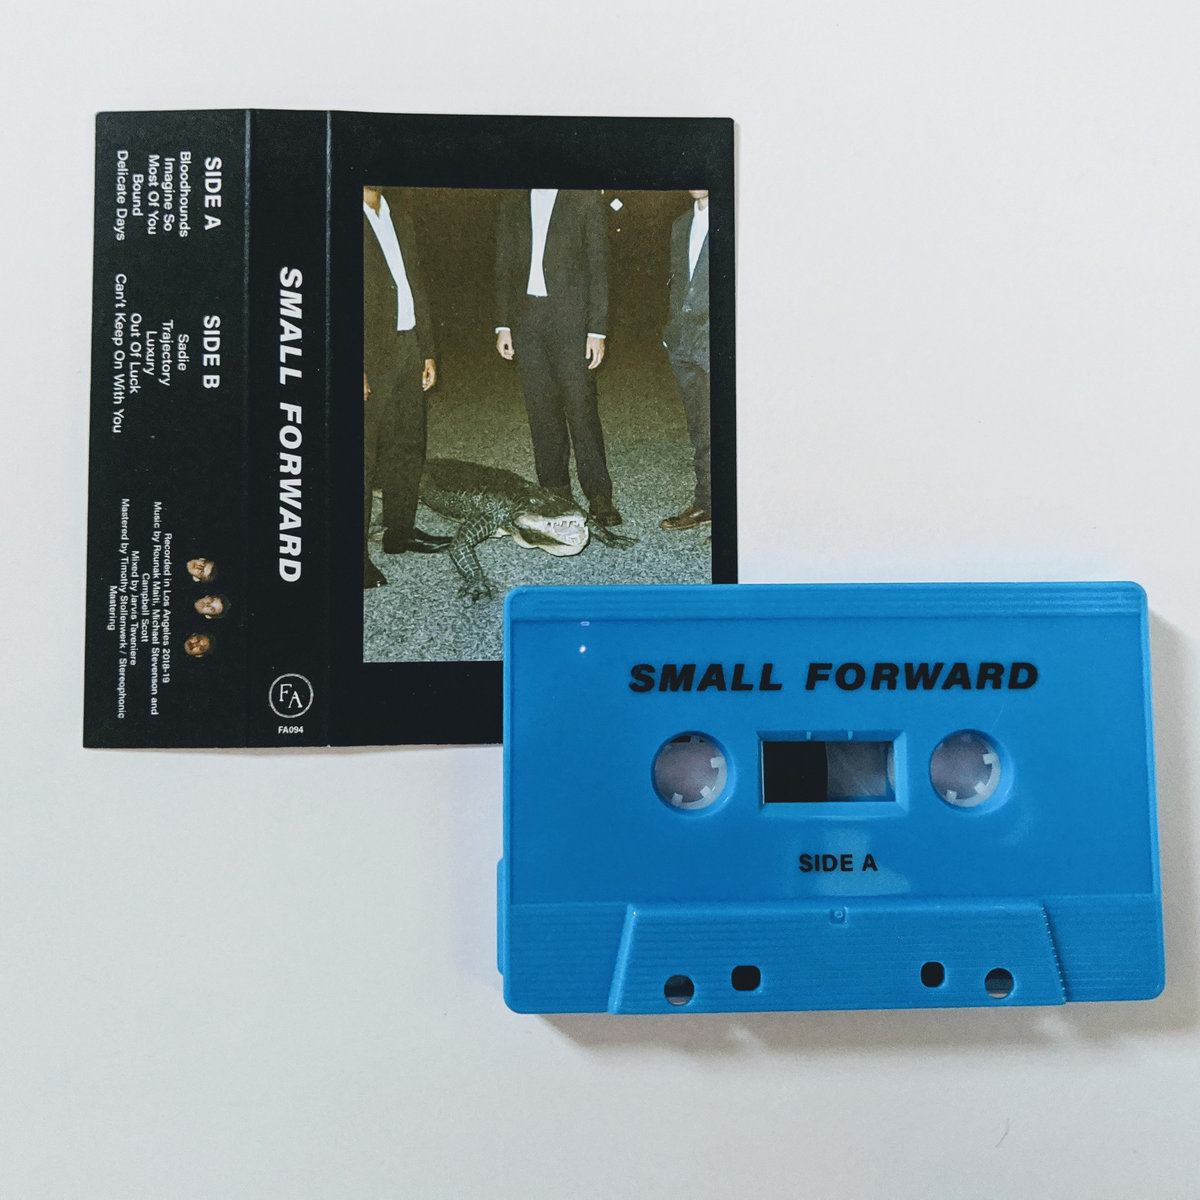 SIDE A
Bloodhounds
Imagine So
Most Of You
Bound
Delicate Days
SIDE B
Sadie
Trajectory
Luxury
Out Of Luck
Can't Keep On With You
Recorded in Los Angeles 2018-19
Music by Rounak Maiti, Michael Stevenson and
Campbell Scott
Mixed by Jarvis Taveniere
Mastered by Timothy Stollenwerk / Stereophonic
Mastering
SMALL FORWARD
FA
FA094
SMALL FORWARD
SIDE A